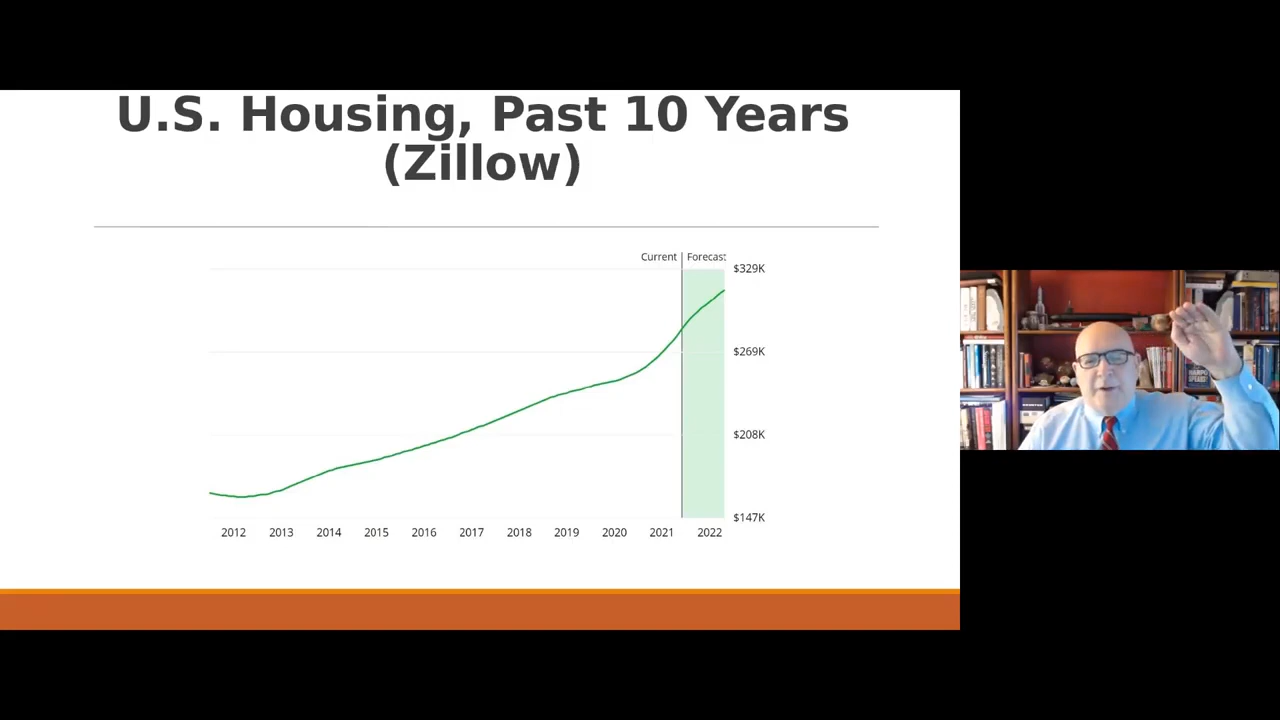 U.S. Housing, Past 10 Years
(Zillow)
Current Forecast
$329K
$269K
$208K
$147K
2012 2013 2014 2015 2016 2017 2018 2019 2020 2021 2022